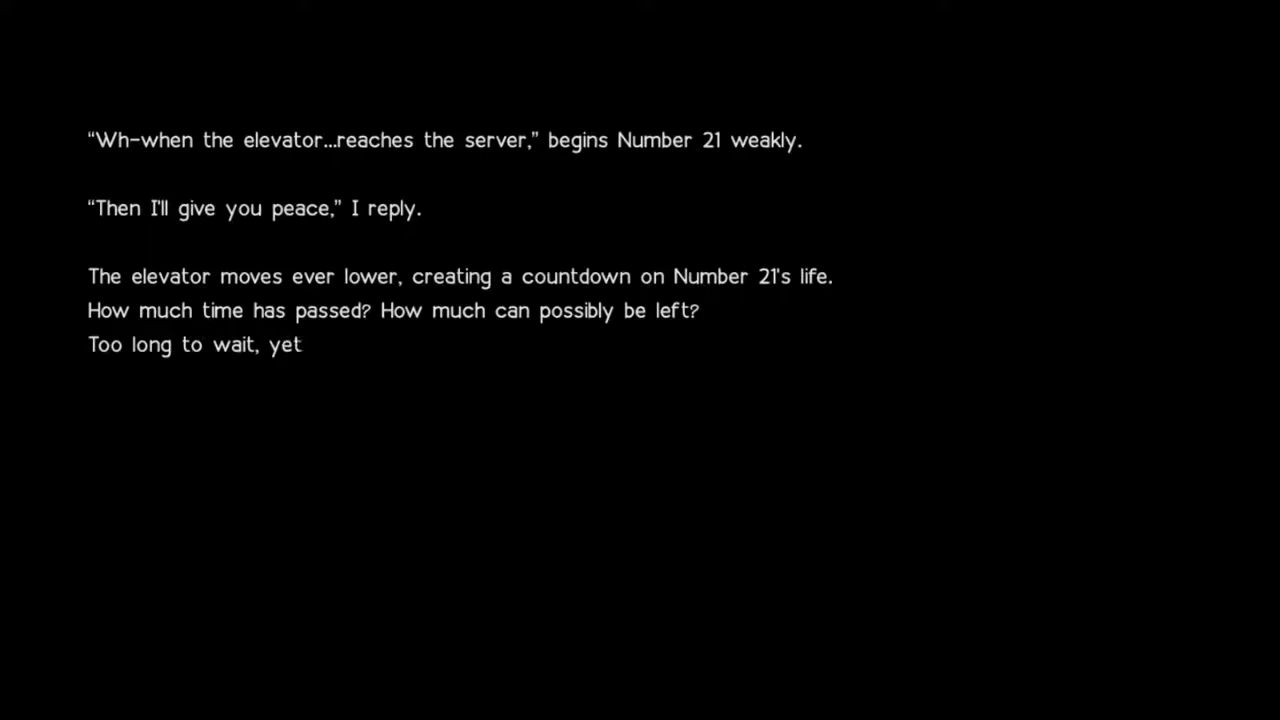 “Wh-when the elevator...reaches the server,” begins Number 21 weakly.
“Then I'll give you peace,” I reply.
The elevator moves ever lower, creating a countdown on Number 21's life.
How much time has passed? How much can possibly be left?
Too long to wait, yet